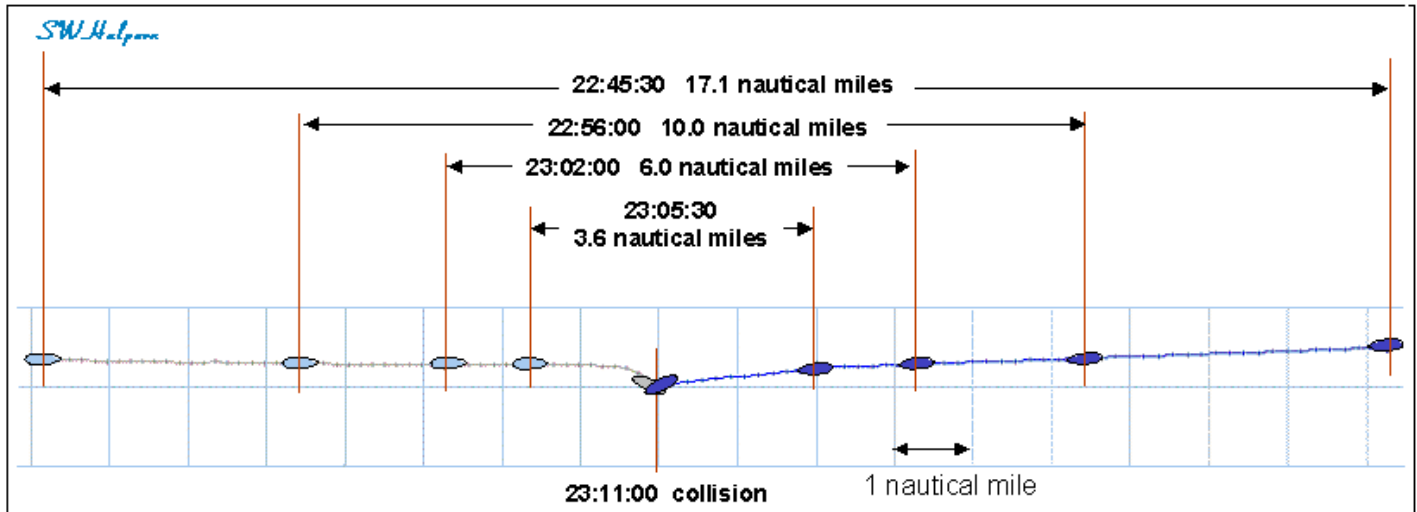 SWHalpern
22:45:30 17.1 nautical miles
22:56:00 10.0 nautical miles
23:02:00 6.0 nautical miles
23:05:30
3.6 nautical miles
1 nautical mile
23:11:00 collision